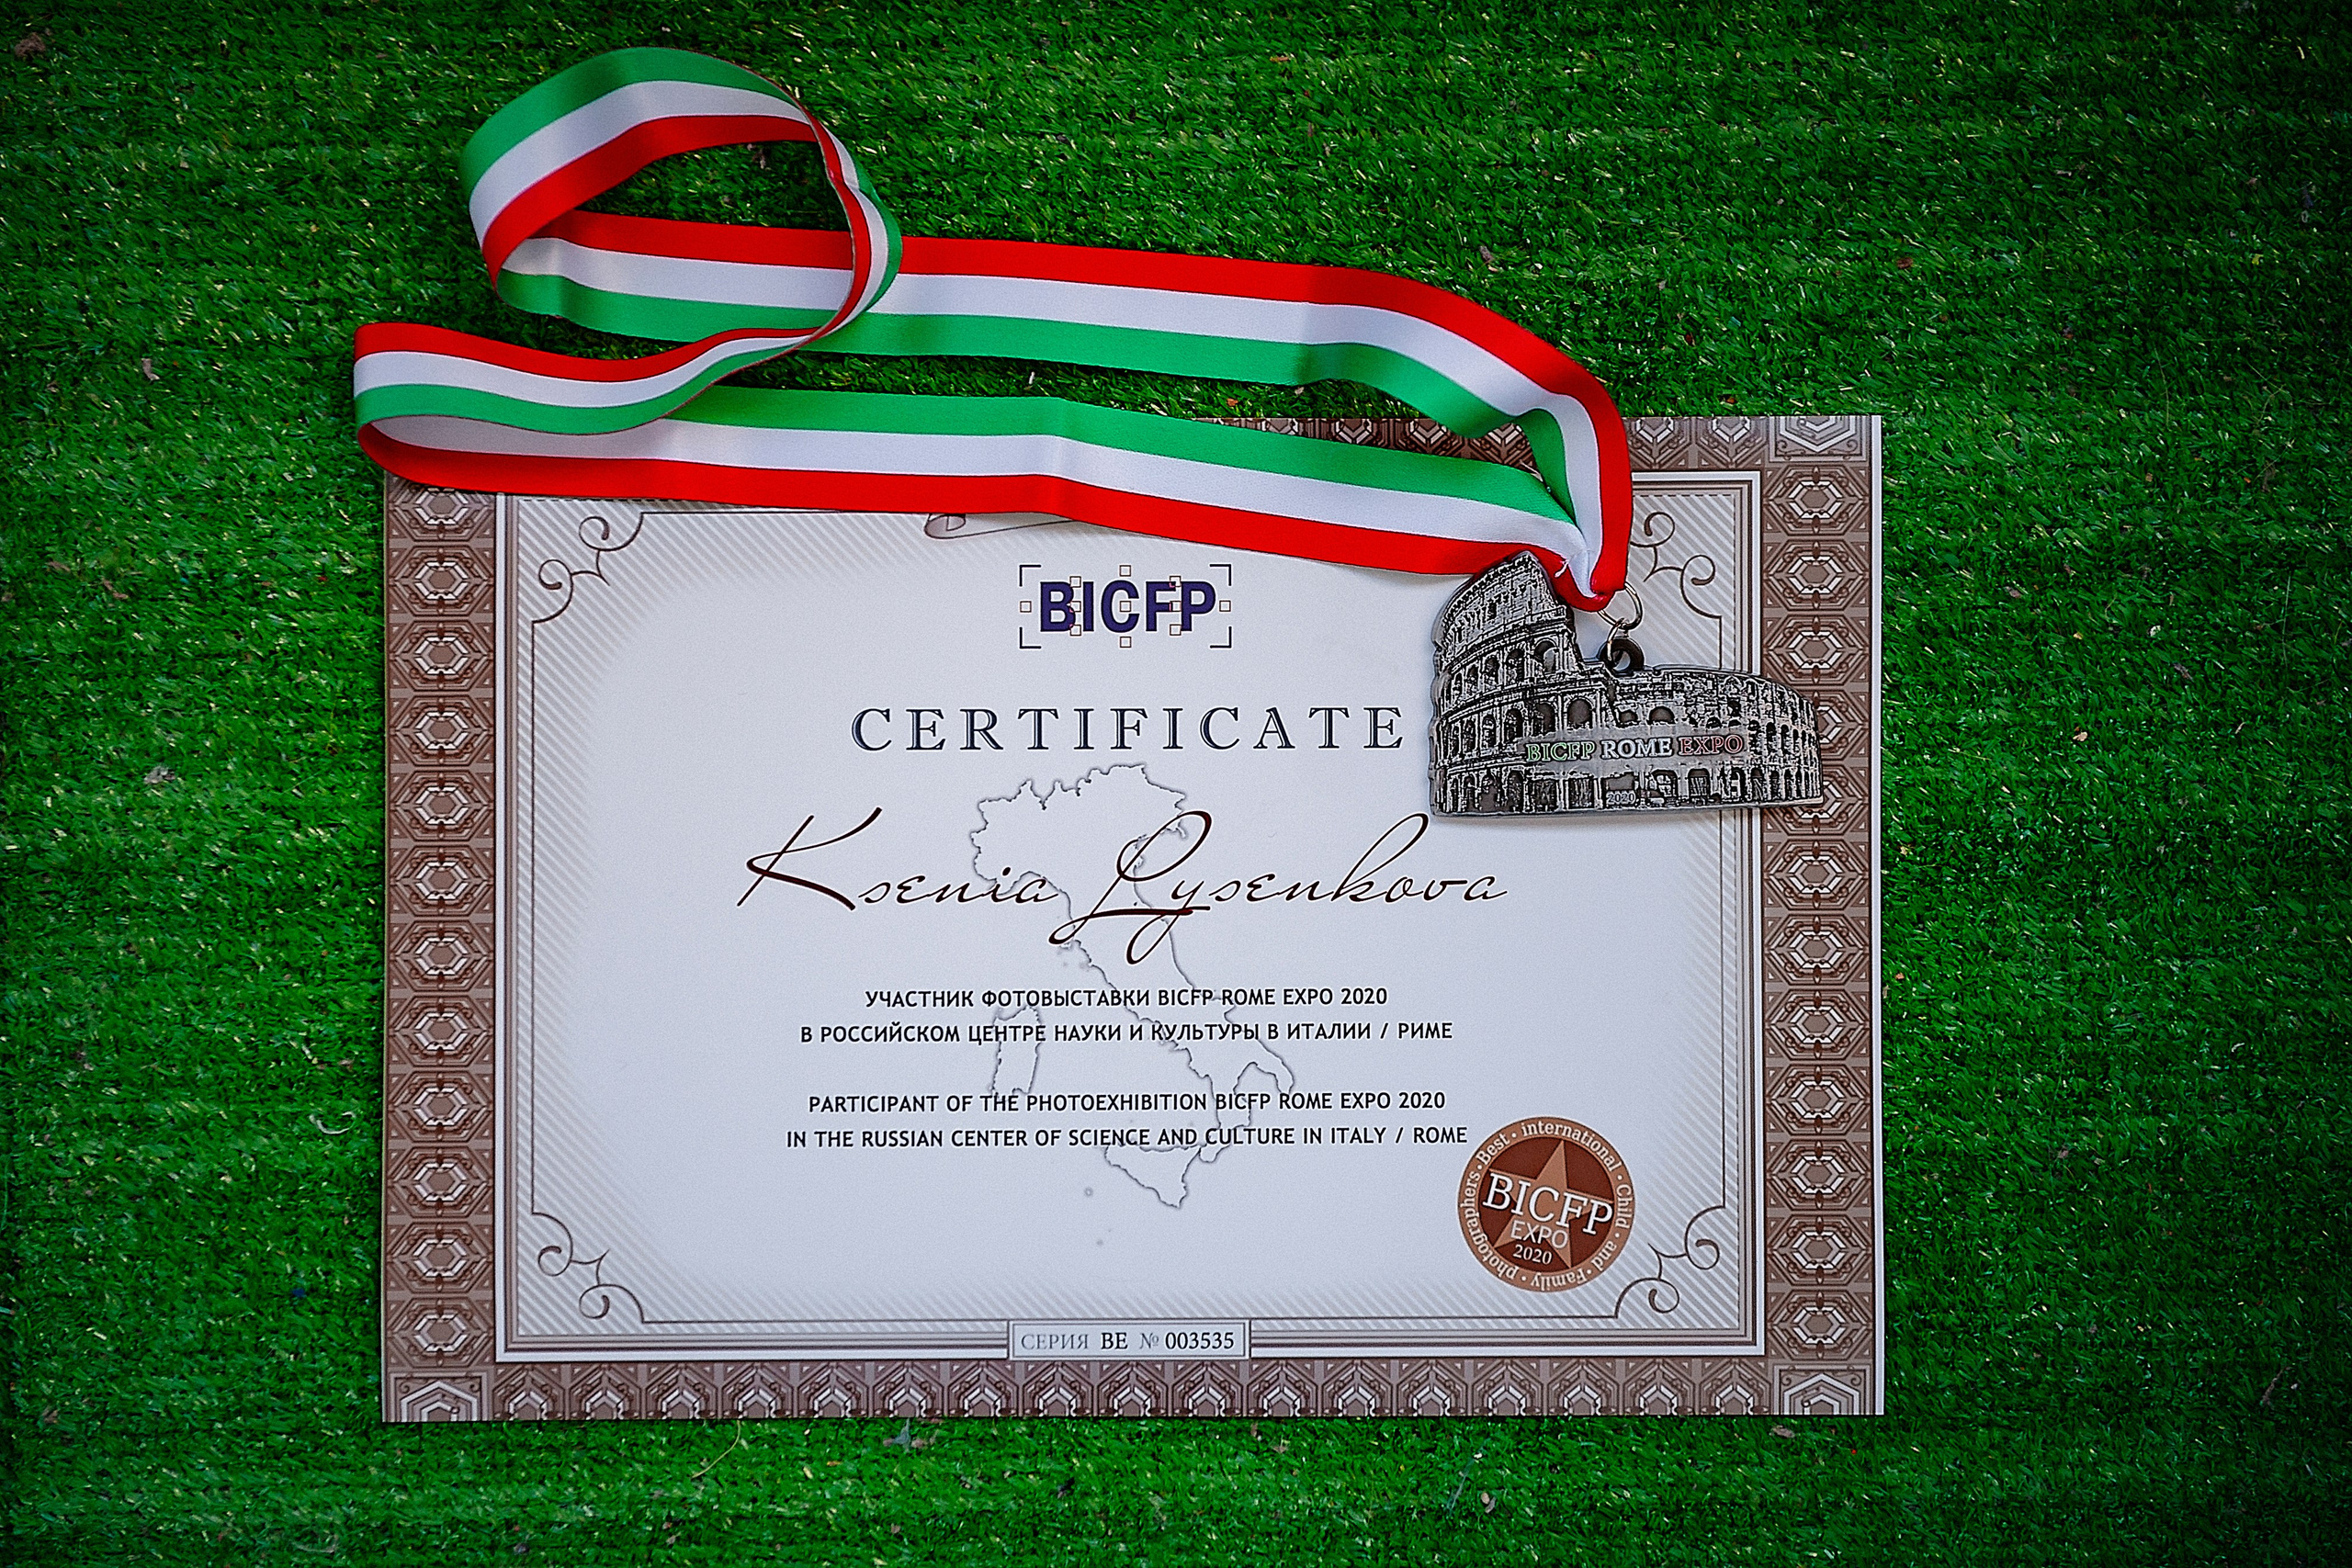 BICFP
CERTIFICATE
BICFP ROME EXPO
2020
Ksenia Lysenkova
УЧАСТНИК ФОТОВЫСТАВКИ BICFP ROME EXPO 2020
В РОССИЙСКОМ ЦЕНТРЕ НАУКИ И КУЛЬТУРЫ В ИТАЛИИ / РИМЕ
PARTICIPANT OF THE PHOTOEXHIBITION BICFP ROME EXPO 2020
IN THE RUSSIAN CENTER OF SCIENCE AND CULTURE IN ITALY / ROME
Best • international • Child • and • Family • photographers •
BICFP
EXPO
2020
СЕРИЯ ВЕ № 003535